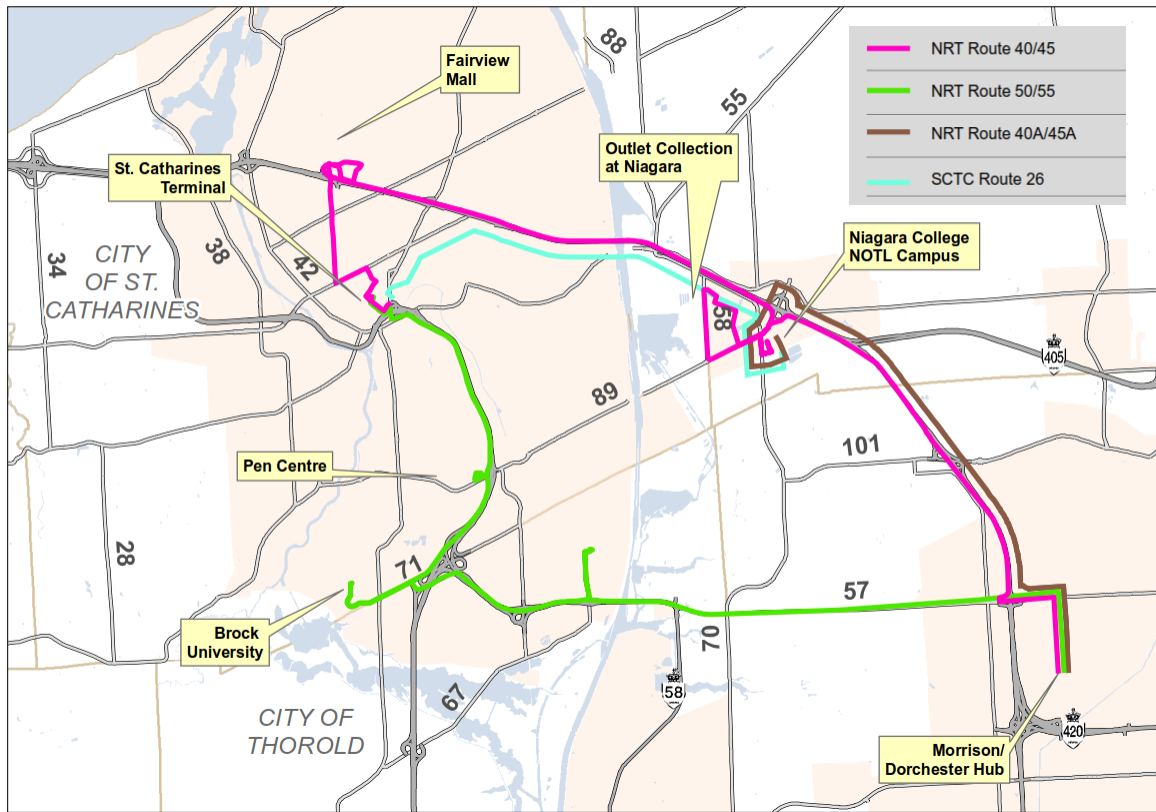 NRT Route 40/45
NRT Route 50/55
NRT Route 40A/45A
SCTC Route 26
88
Fairview
Mall
55
Outlet Collection
at Niagara
St. Catharines
Terminal
Niagara College
NOTL Campus
34
CITY
OF ST.
CATHARINES
38
42
58
405
89
101
Pen Centre
28
71
57
Brock
University
70
67
58
CITY OF
THOROLD
420
Morrison/
Dorchester Hub